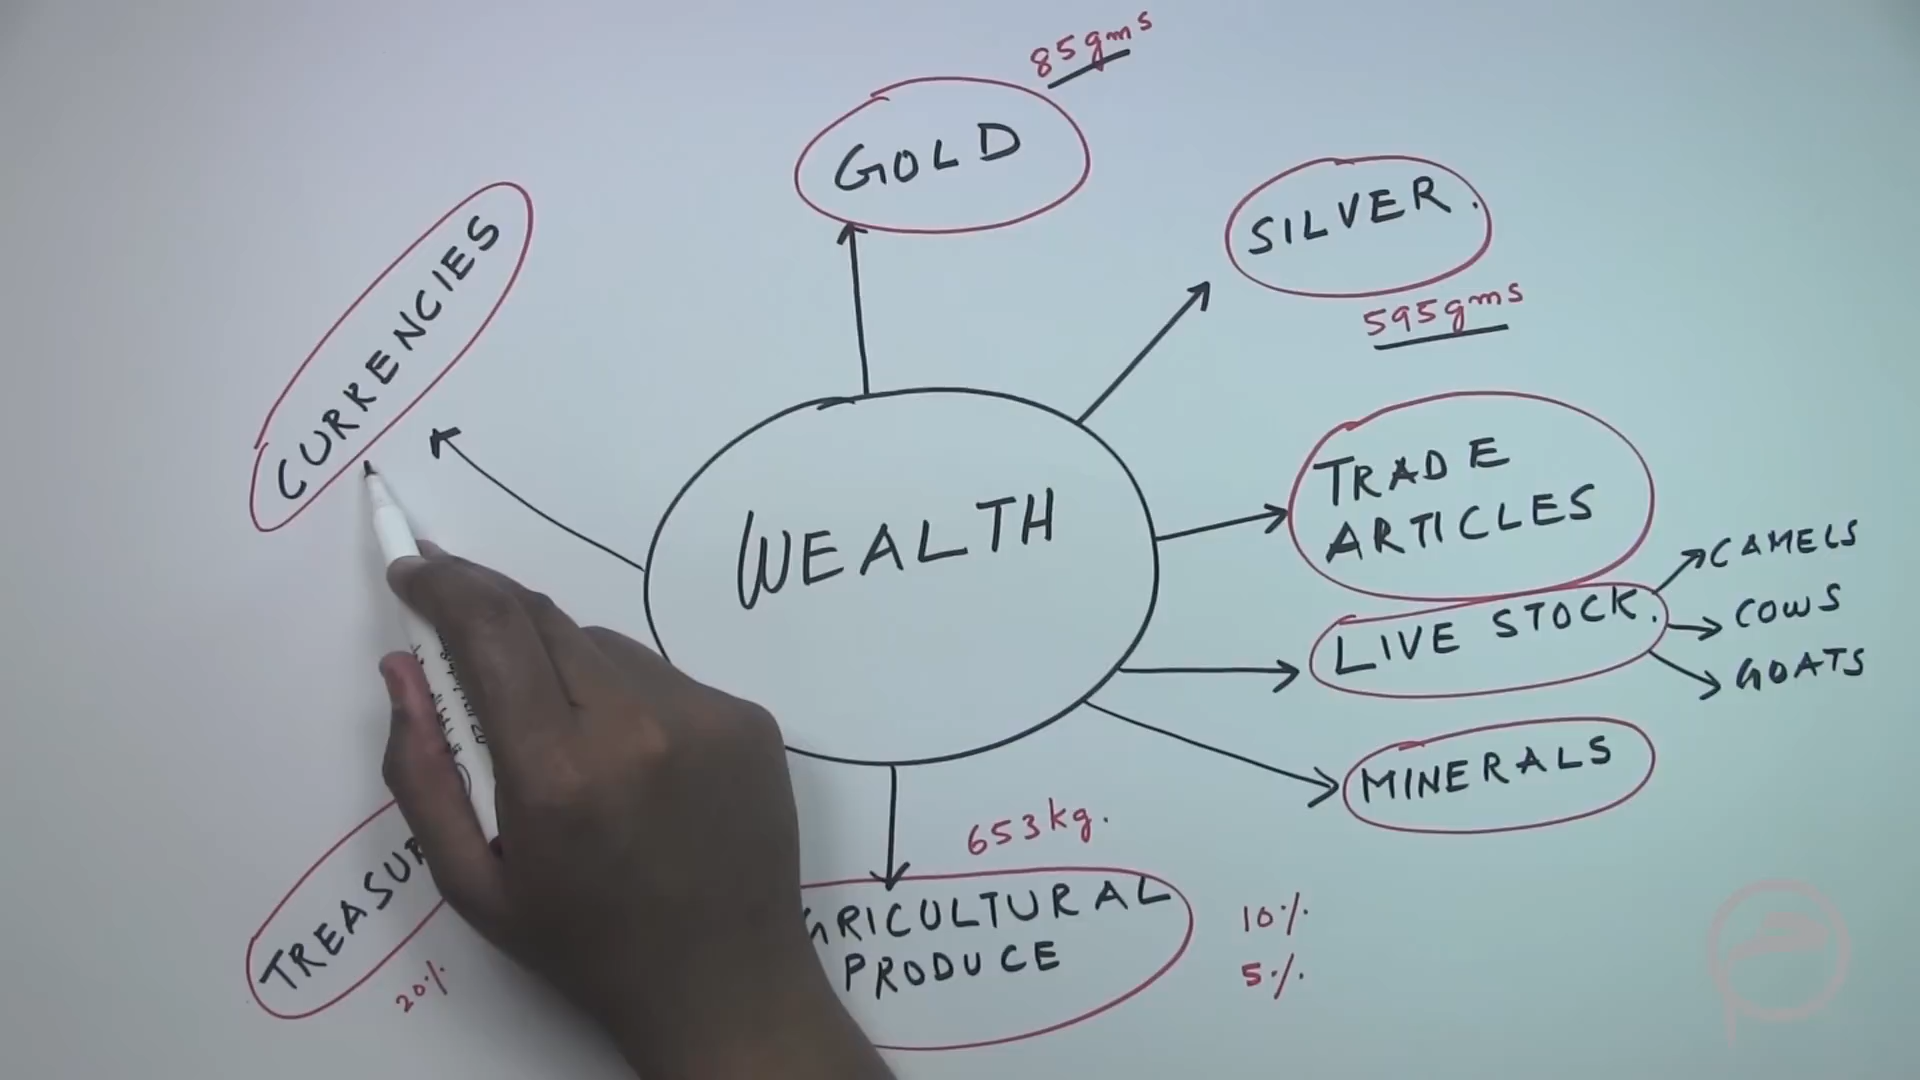 85gms
GOLD
SILVER.
595gms
CURRENCIES
TRADE
ARTICLES
WEALTH
CAMELS
LIVE STOCK.
COWS
GOATS
MINERALS
653kg.
PRODUCE
10%
5%
20%